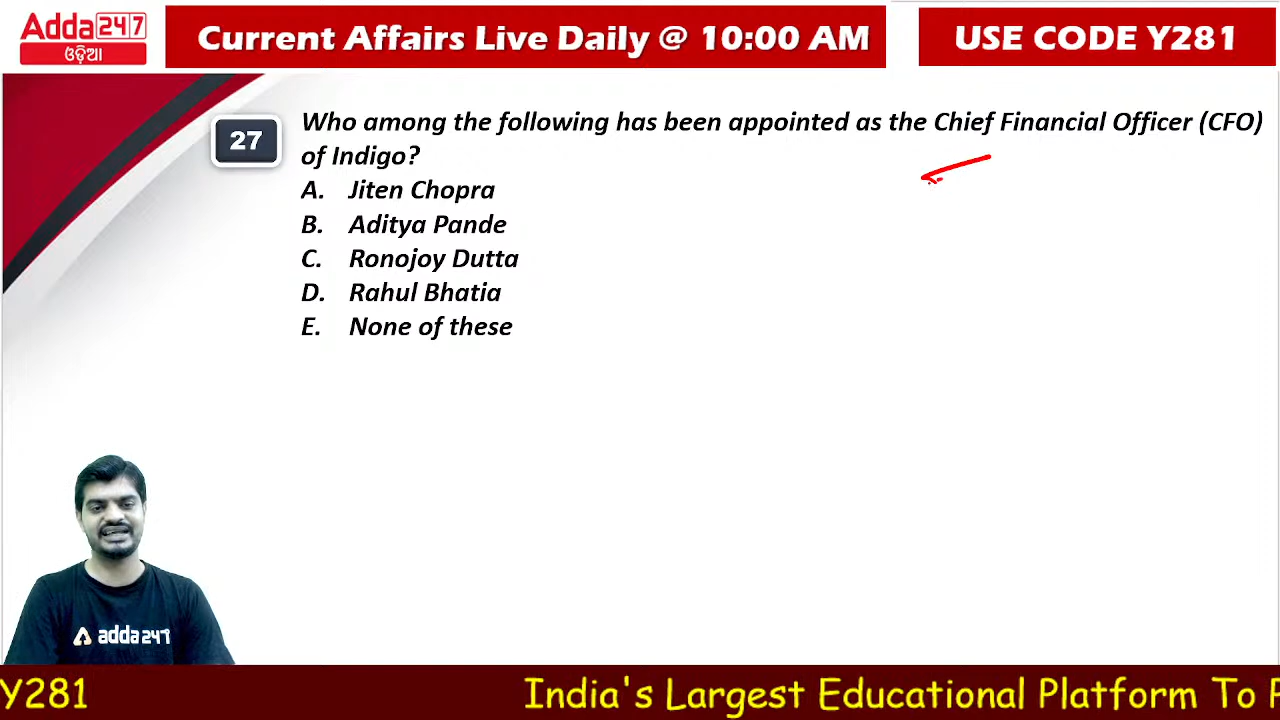 Adda247
ଓଡ଼ିଆ
Current Affairs Live Daily @ 10:00 AM
USE CODE Y281
27
Who among the following has been appointed as the Chief Financial Officer (CFO)
of Indigo?
A. Jiten Chopra
B. Aditya Pande
C. Ronojoy Dutta
D. Rahul Bhatia
E. None of these
adda247
Y281
India's Largest Educational Platform To